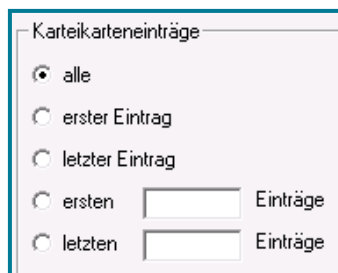 Karteikarteneinträge
alle
erster Eintrag
letzter Eintrag
ersten Einträge
letzten Einträge